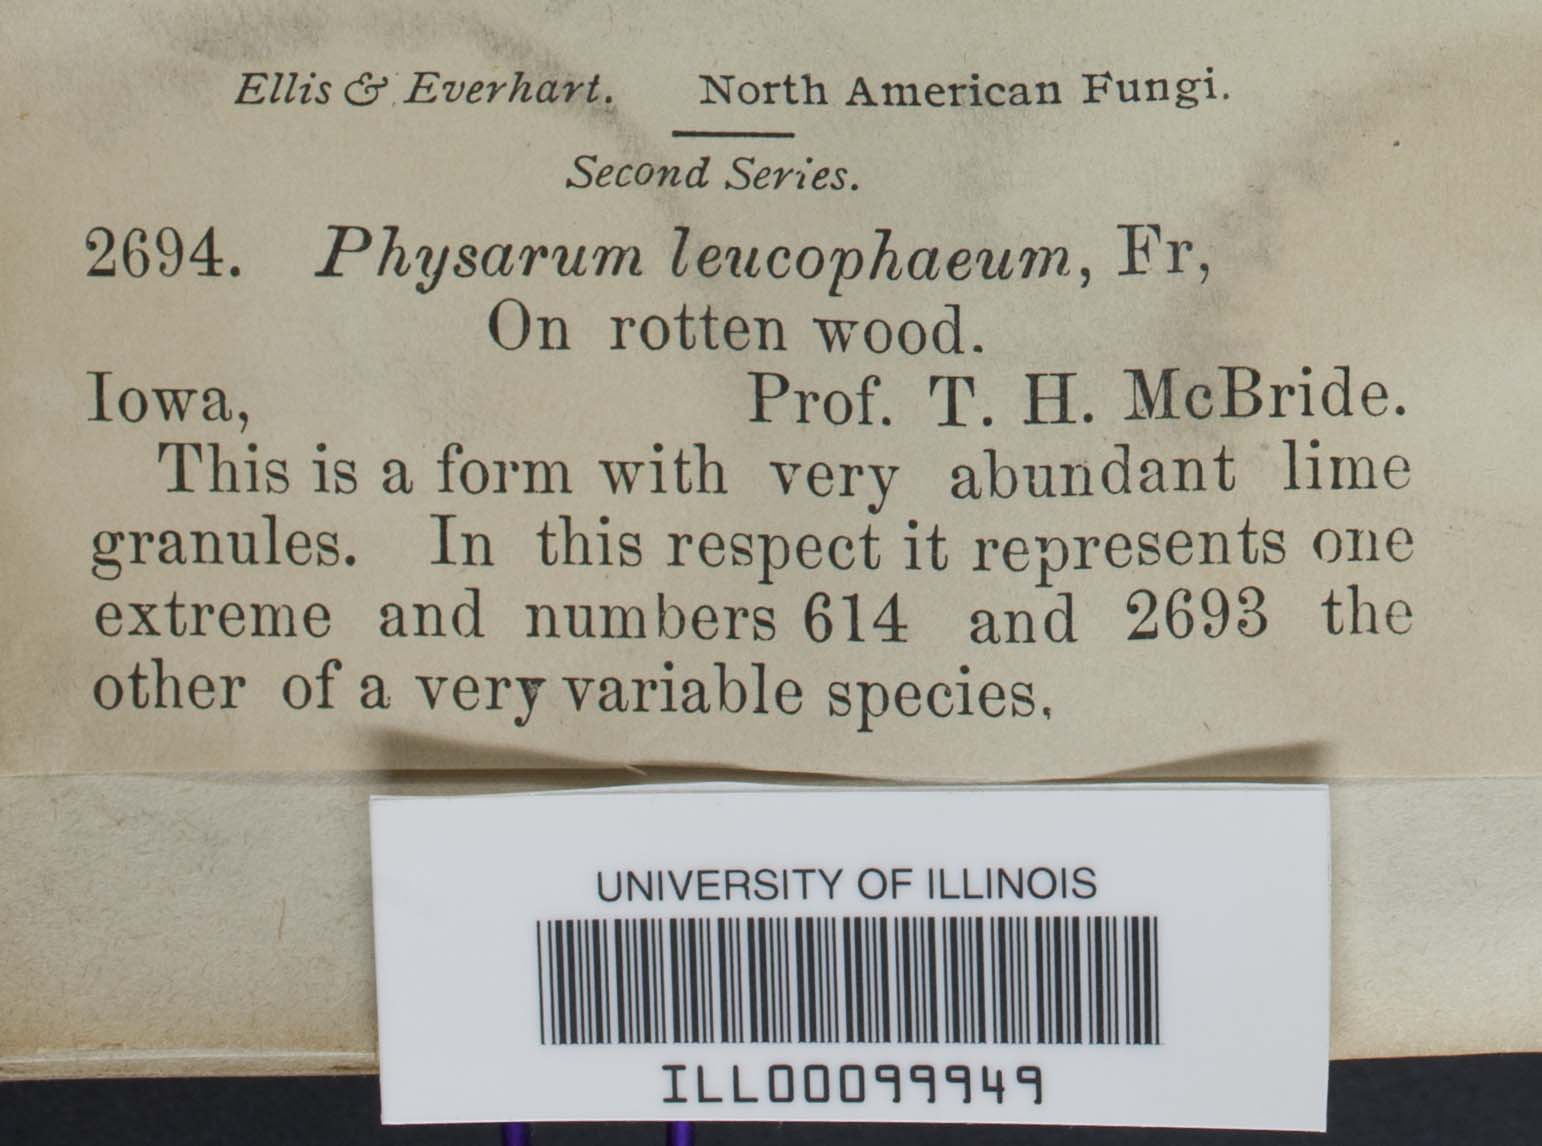 Ellis & Everhart. North American Fungi.
Second Series.
2694. Physarum leucophaeum, Fr,
On rotten wood.
Iowa, Prof. T. H. McBride.
This is a form with very abundant lime
granules. In this respect it represents one
extreme and numbers 614 and 2693 the
other of a very variable species.
UNIVERSITY OF ILLINOIS
ILL00099949